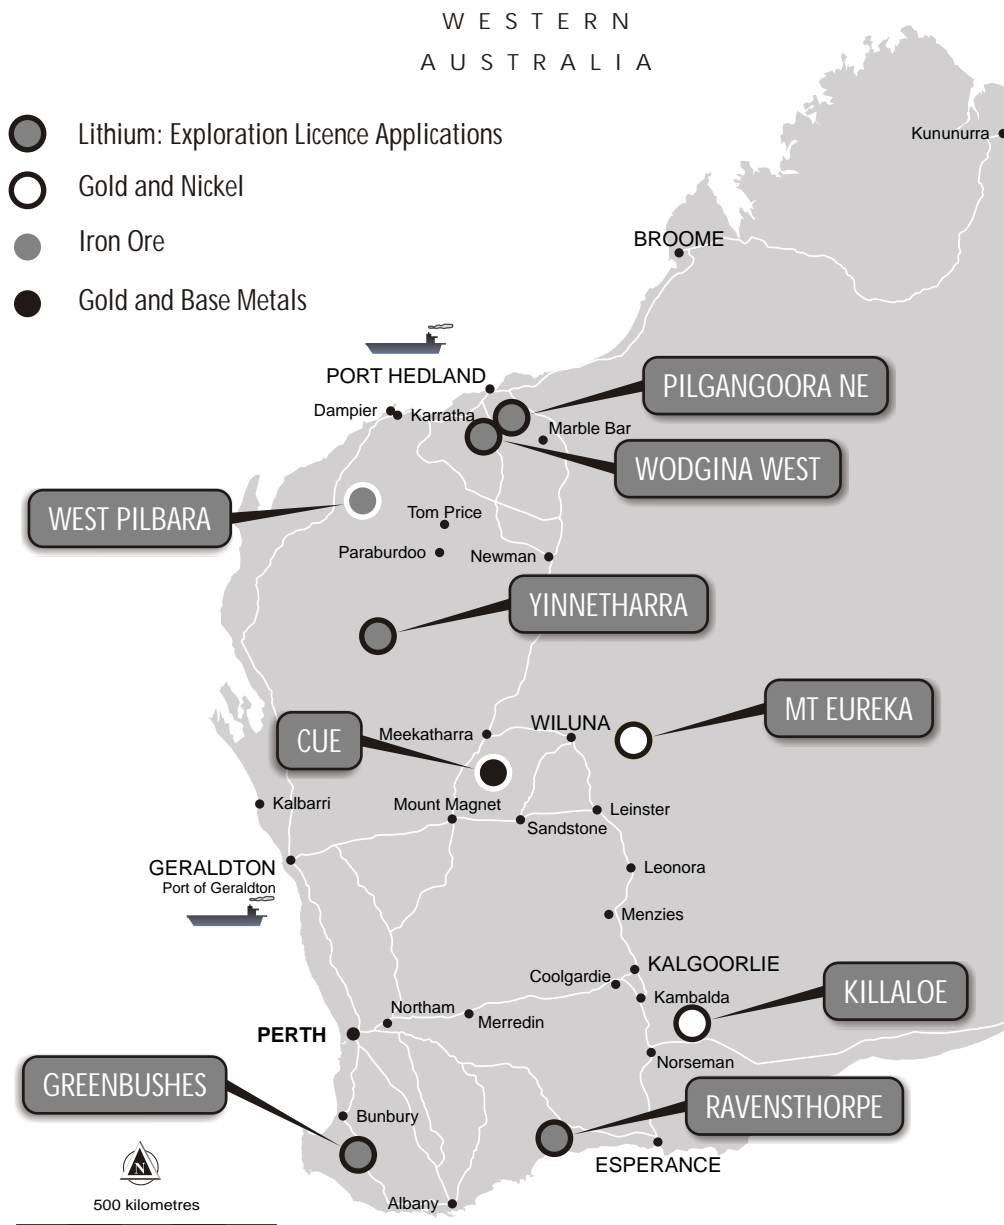 WESTERN
AUSTRALIA
Lithium: Exploration Licence Applications
Gold and Nickel
Iron Ore
Gold and Base Metals
Kununurra
BROOME
PORT HEDLAND
PILGANGOORA NE
Dampier
Karratha
Marble Bar
WODGINA WEST
WEST PILBARA
Tom Price
Paraburdoo
Newman
YINNETHARRA
MT EUREKA
CUE
Meekatharra
WILUNA
Kalbarri
Mount Magnet
Leinster
Sandstone
GERALDTON
Port of Geraldton
Leonora
Menzies
KALGOORLIE
Coolgardie
KILLALOE
Kambalda
Northam
Merredin
PERTH
Norseman
GREENBUSHES
RAVENSTHORPE
Bunbury
ESPERANCE
N
500 kilometres
Albany